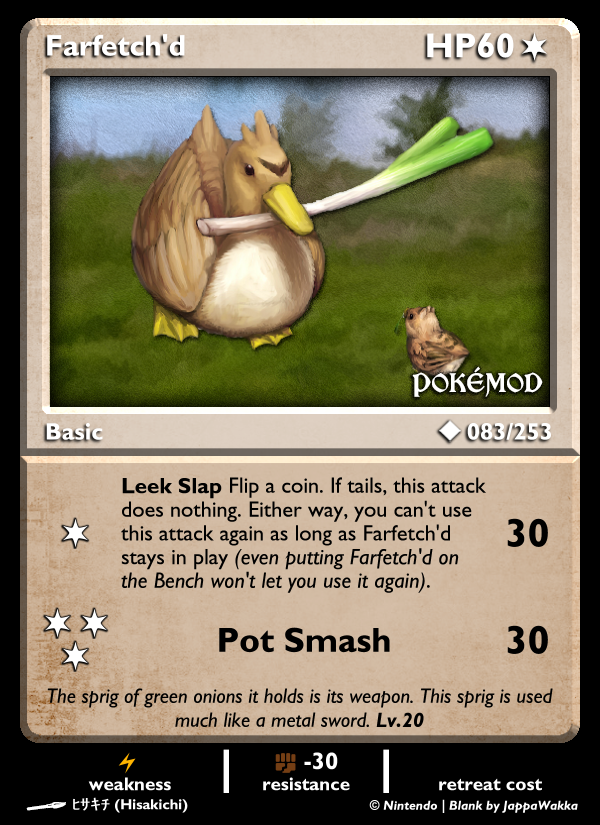 Farfetch'd HP60
POKÉMOD
Basic 083/253
Leek Slap Flip a coin. If tails, this attack
does nothing. Either way, you can't use
this attack again as long as Farfetch'd
stays in play (even putting Farfetch'd on
the Bench won't let you use it again).
30
Pot Smash 30
The sprig of green onions it holds is its weapon. This sprig is used
much like a metal sword. Lv.20
-30
weakness resistance retreat cost
ヒサキチ (Hisakichi) © Nintendo | Blank by JappaWakka